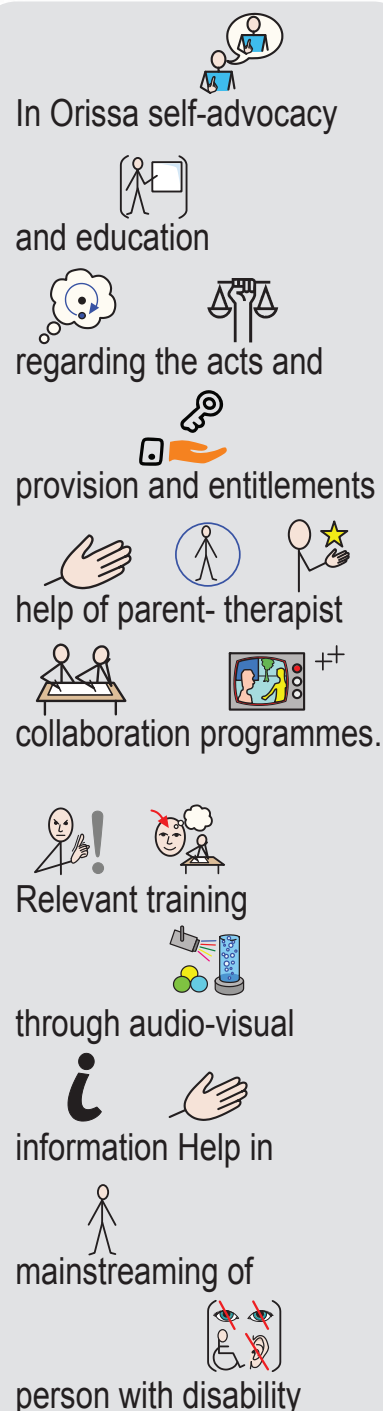 In Orissa self-advocacy
and education
regarding the acts and
provision and entitlements
help of parent- therapist
collaboration programmes.
Relevant training
through audio-visual
information Help in
mainstreaming of
person with disability